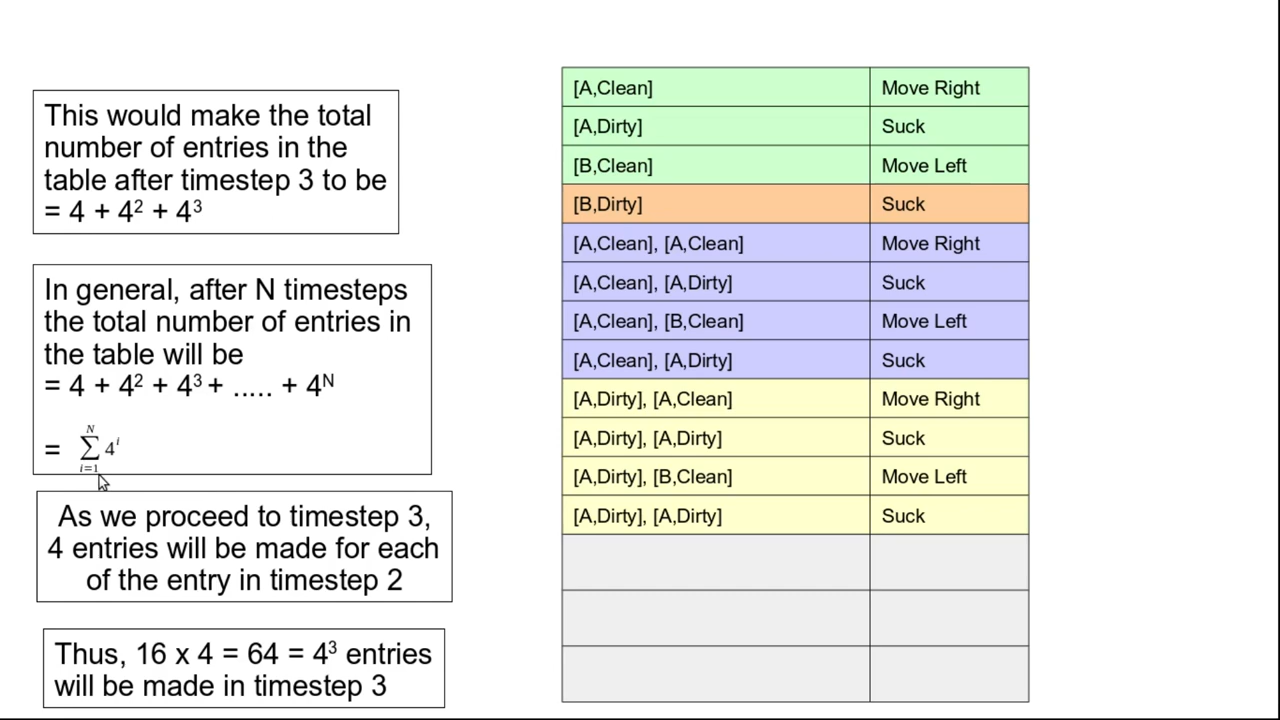 This would make the total
number of entries in the
table after timestep 3 to be
= 4 + 4² + 4³
In general, after N timesteps
the total number of entries in
the table will be
= 4 + 4² + 4³ + ..... + 4ᴺ
= ∑ᵢ₌₁ᴺ 4ⁱ
As we proceed to timestep 3,
4 entries will be made for each
of the entry in timestep 2
Thus, 16 x 4 = 64 = 4³ entries
will be made in timestep 3
[A,Clean] Move Right
[A,Dirty] Suck
[B,Clean] Move Left
[B,Dirty] Suck
[A,Clean], [A,Clean] Move Right
[A,Clean], [A,Dirty] Suck
[A,Clean], [B,Clean] Move Left
[A,Clean], [A,Dirty] Suck
[A,Dirty], [A,Clean] Move Right
[A,Dirty], [A,Dirty] Suck
[A,Dirty], [B,Clean] Move Left
[A,Dirty], [A,Dirty] Suck